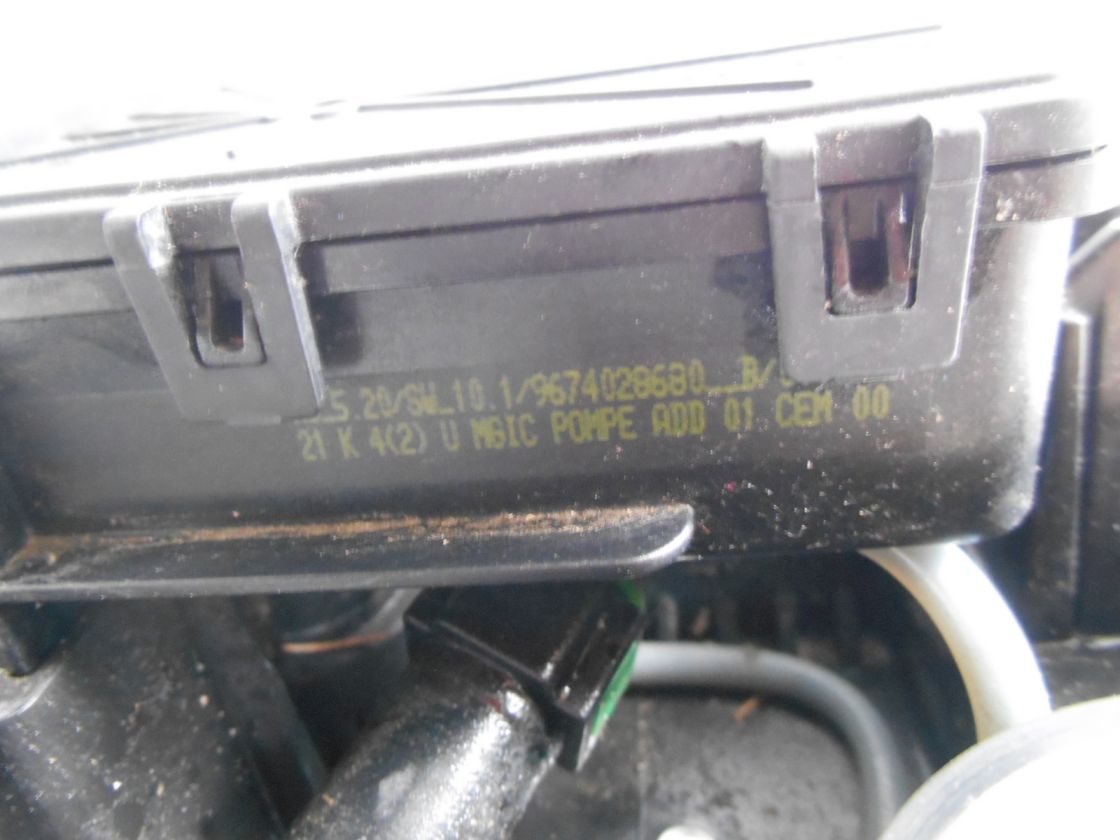 5.20/SW_10.1/9674028680__B/
21 K 4(2) U MGIC POMPE ADD 01 CEM 00